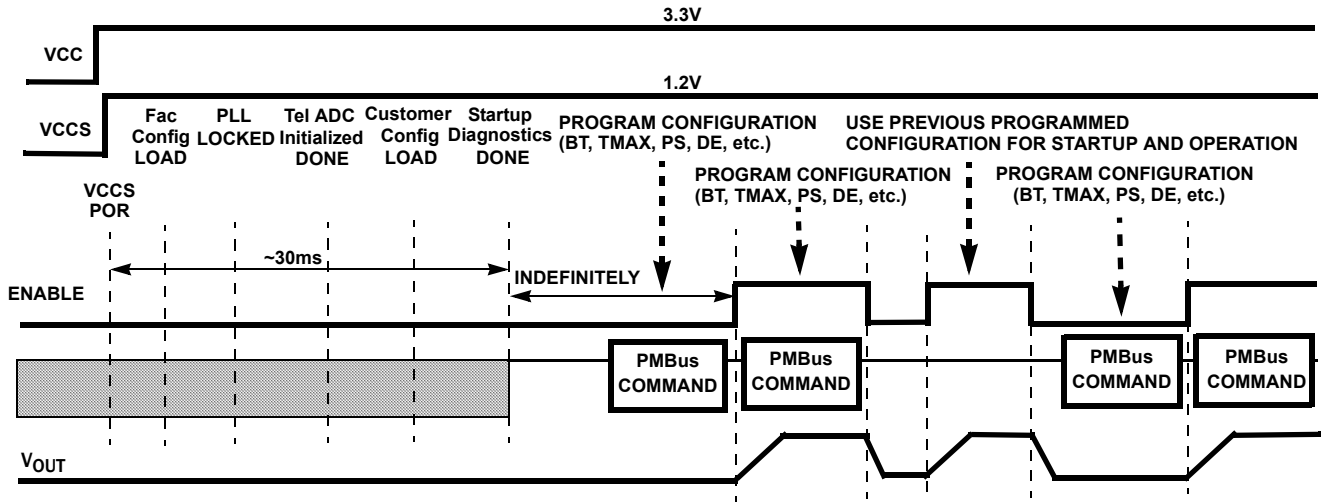 3.3V
VCC
1.2V
VCCS
Fac
Config
LOAD
PLL
LOCKED
Tel ADC
Initialized
DONE
Customer
Config
LOAD
Startup
Diagnostics
DONE
PROGRAM CONFIGURATION
(BT, TMAX, PS, DE, etc.)
USE PREVIOUS PROGRAMMED
CONFIGURATION FOR STARTUP AND OPERATION
PROGRAM CONFIGURATION
(BT, TMAX, PS, DE, etc.)
PROGRAM CONFIGURATION
(BT, TMAX, PS, DE, etc.)
VCCS
POR
~30ms
INDEFINITELY
ENABLE
PMBus
COMMAND
PMBus
COMMAND
PMBus
COMMAND
PMBus
COMMAND
VOUT